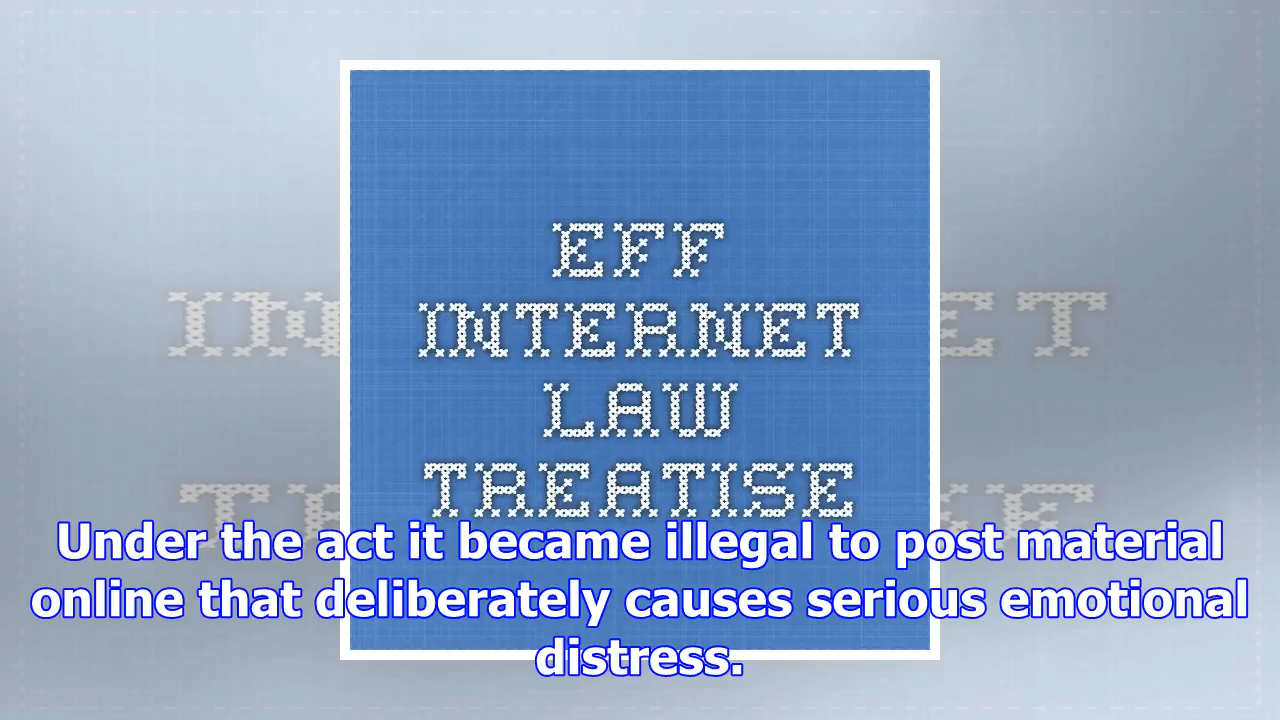 EFF
INTERNET
LAW
TREATISE
Under the act it became illegal to post material
online that deliberately causes serious emotional
distress.